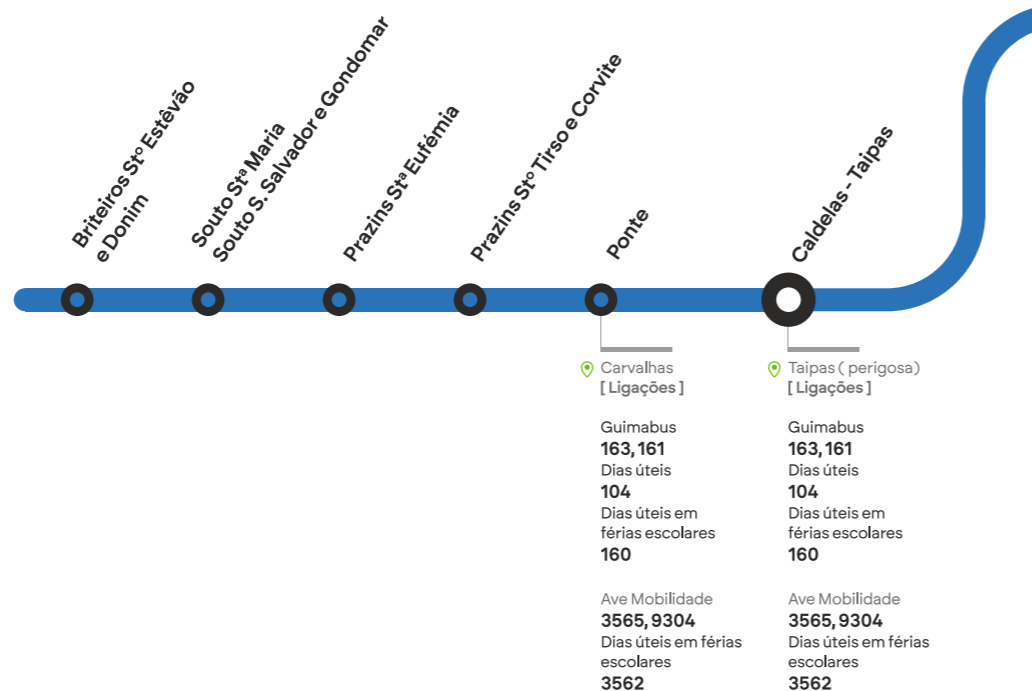 Briteiros Stº Estêvão
e Donim
Souto Stª Maria
Souto S. Salvador e Gondomar
Prazins Stª Eufémia
Prazins Stº Tirso e Corvite
Ponte
Caldelas - Taipas
Carvalhas
[ Ligações ]
Guimabus
163, 161
Dias úteis
104
Dias úteis em
férias escolares
160
Ave Mobilidade
3565, 9304
Dias úteis em férias
escolares
3562
Taipas ( perigosa)
[ Ligações ]
Guimabus
163, 161
Dias úteis
104
Dias úteis em
férias escolares
160
Ave Mobilidade
3565, 9304
Dias úteis em férias
escolares
3562